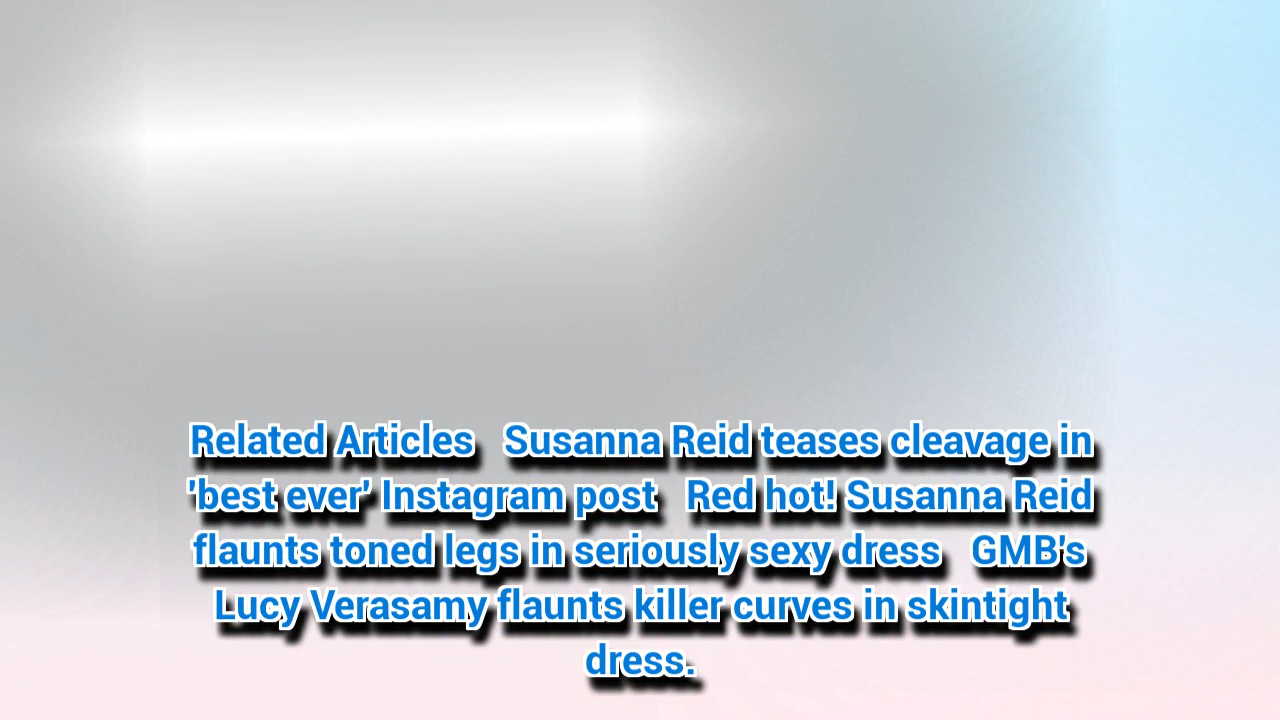 Related Articles   Susanna Reid teases cleavage in
'best ever' Instagram post   Red hot! Susanna Reid
flaunts toned legs in seriously sexy dress   GMB's
Lucy Verasamy flaunts killer curves in skintight
dress.